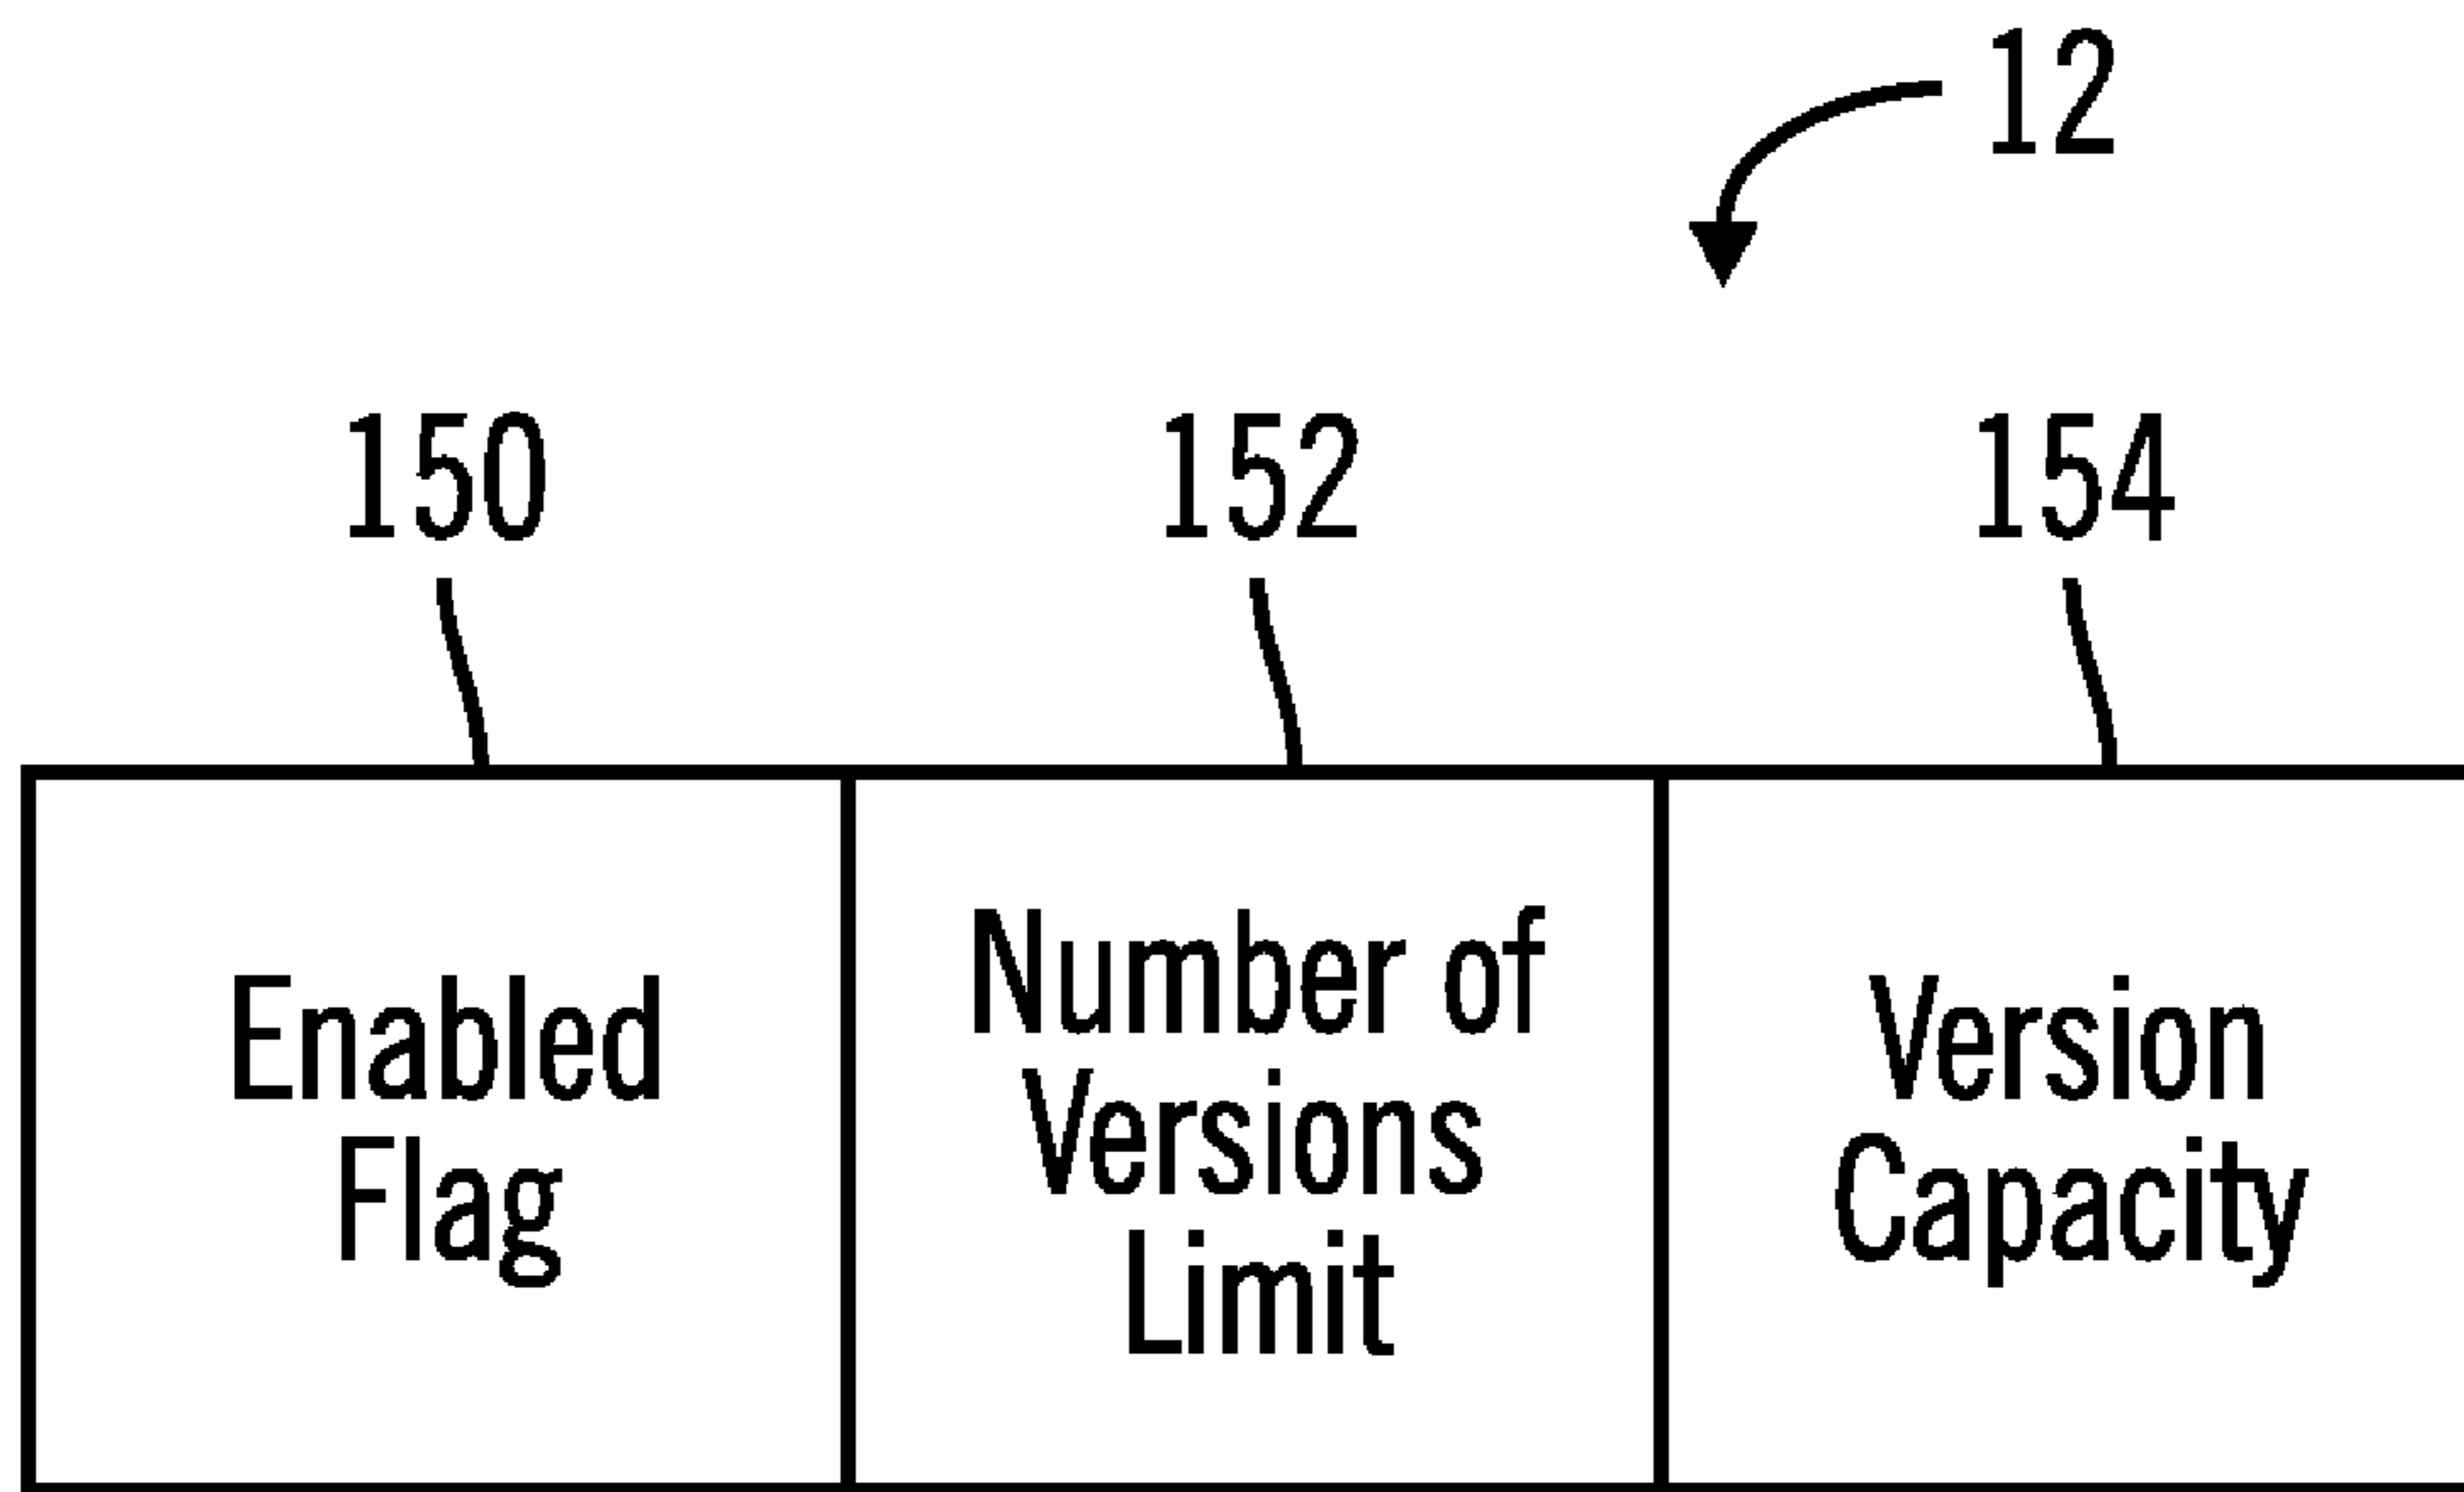 12
150
152
154
Enabled
Flag
Number of
Versions
Limit
Version
Capacity